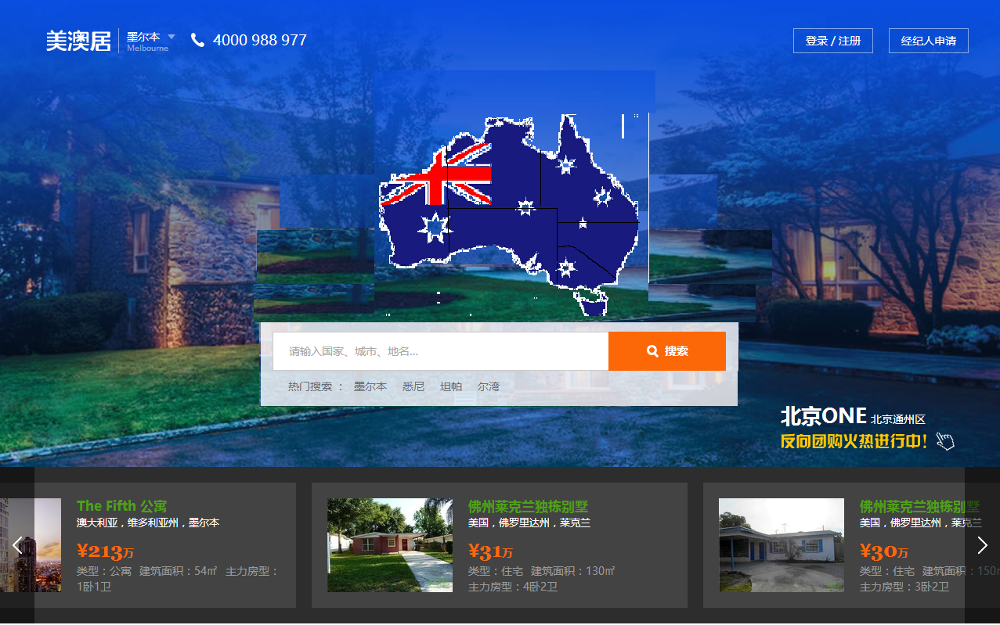 美澳居
墨尔本
Melbourne
4000 988 977
登录 / 注册
经纪人申请
请输入国家、城市、地名...
搜索
热门搜索 ： 墨尔本 悉尼 坦帕 尔湾
北京ONE 北京通州区
反向团购火热进行中!
The Fifth 公寓
澳大利亚，维多利亚州，墨尔本
¥213万
类型：公寓 建筑面积：54㎡ 主力房型：
1卧1卫
佛州莱克兰独栋别墅
美国，佛罗里达州，莱克兰
¥31万
类型：住宅 建筑面积：130㎡
主力房型：4卧2卫
佛州莱克兰独栋别墅
美国，佛罗里达州，莱克兰
¥30万
类型：住宅 建筑面积：150㎡
主力房型：3卧2卫